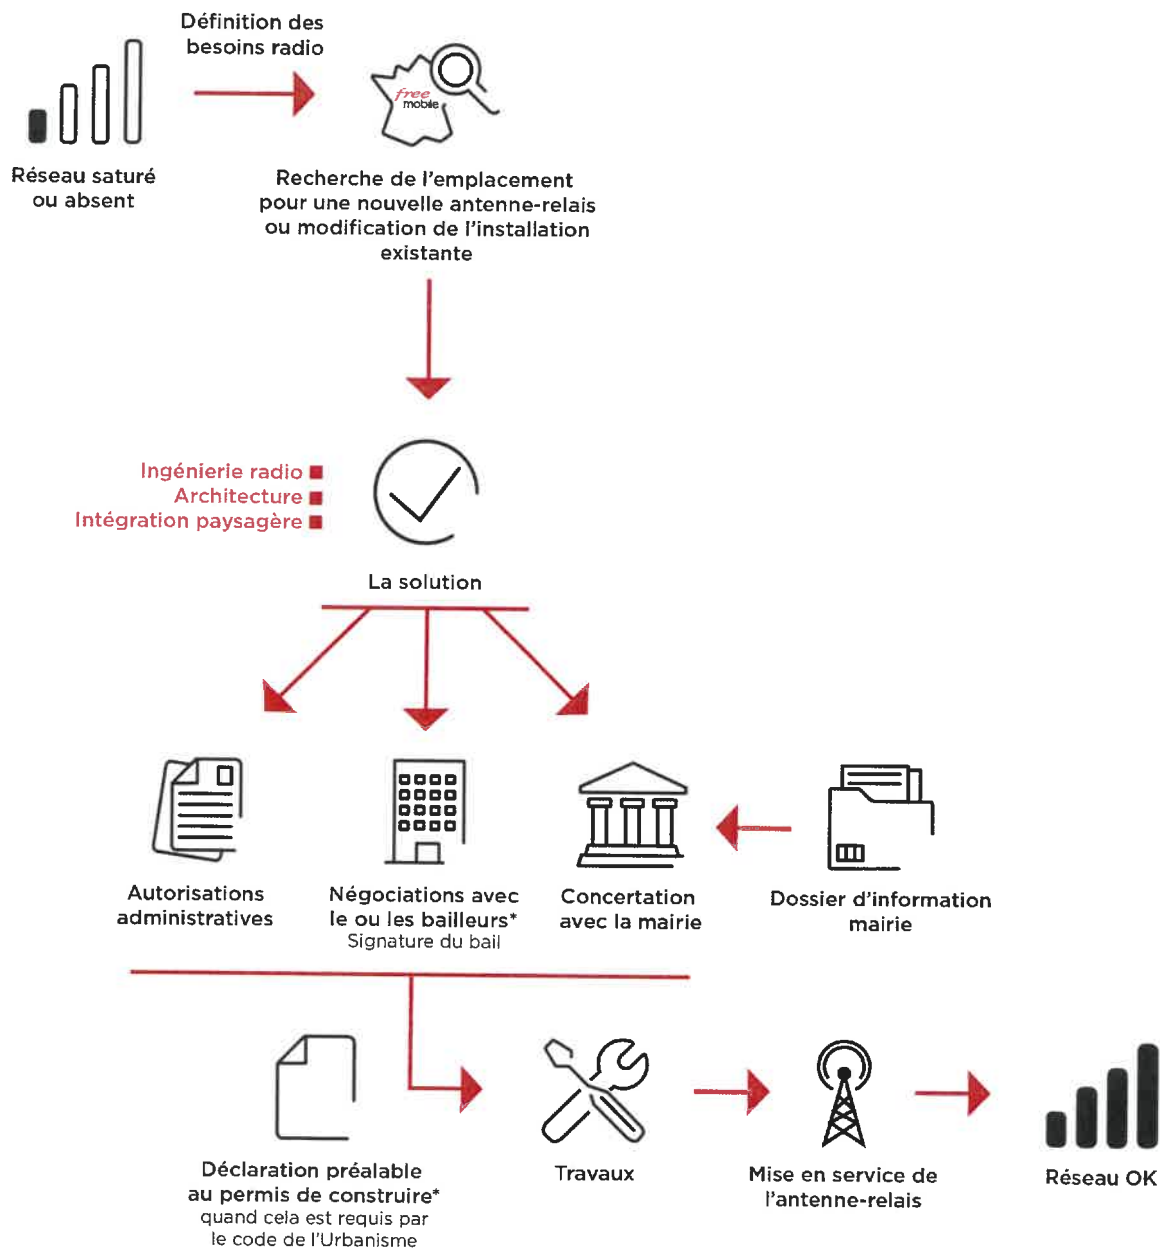 Définition des
besoins radio
free
mobile
Réseau saturé
ou absent
Recherche de l'emplacement
pour une nouvelle antenne-relais
ou modification de l'installation
existante
Ingénierie radio
Architecture
Intégration paysagère
La solution
Autorisations
administratives
Négociations avec
le ou les bailleurs*
Signature du bail
Concertation
avec la mairie
Dossier d'information
mairie
Déclaration préalable
au permis de construire*
quand cela est requis par
le code de l'Urbanisme
Travaux
Mise en service de
l'antenne-relais
Réseau OK